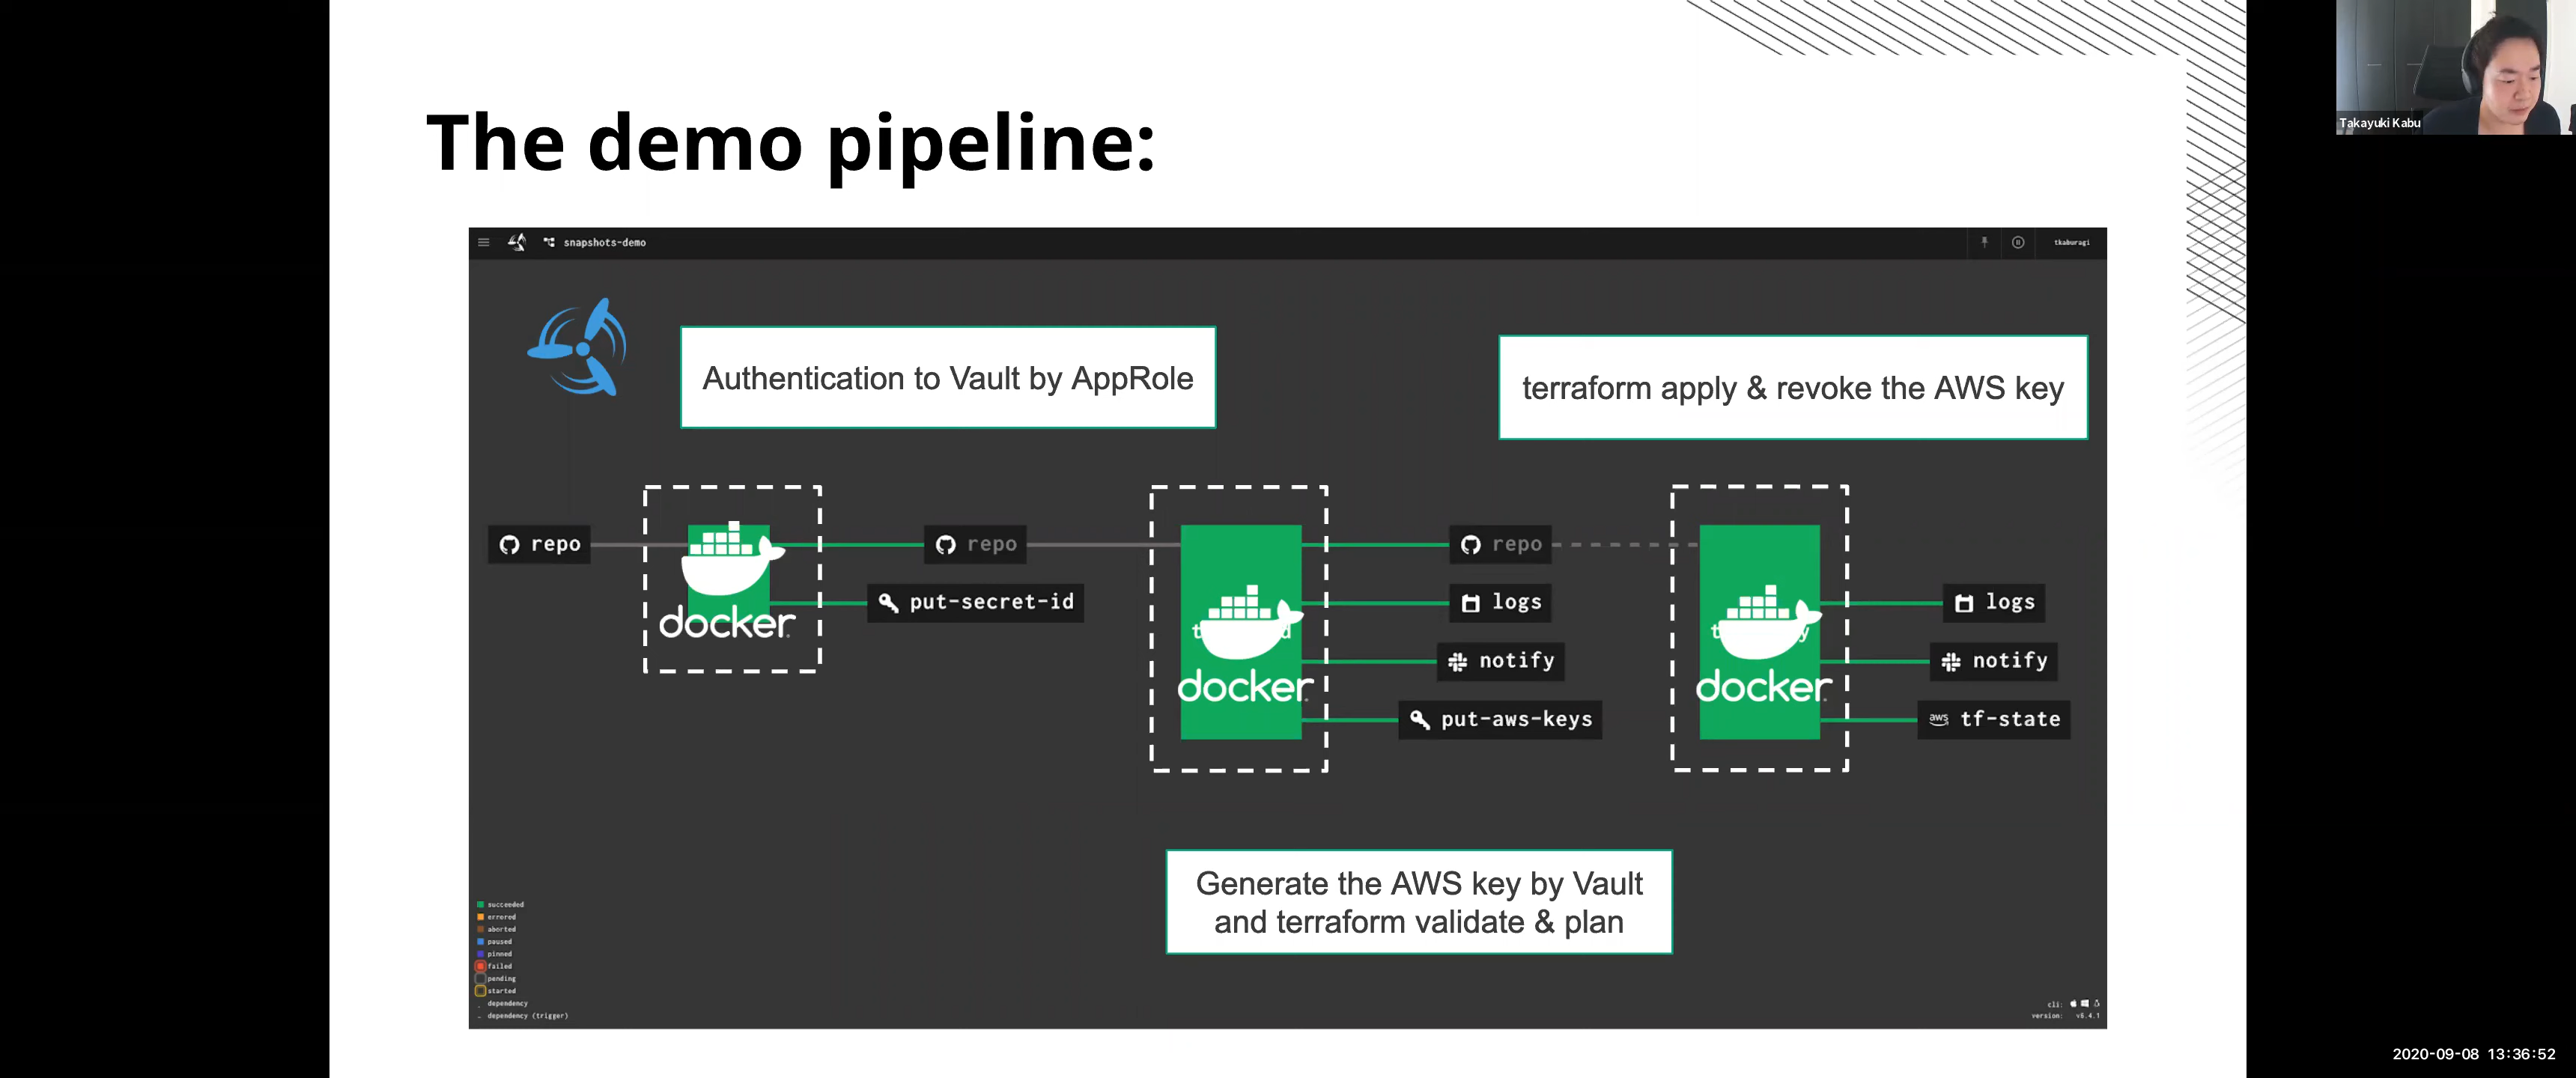 The demo pipeline:
Takayuki Kabu
snapshots-demo
tkaburagi
Authentication to Vault by AppRole
terraform apply & revoke the AWS key
repo
docker
repo
put-secret-id
docker
repo
logs
notify
put-aws-keys
docker
logs
notify
aws tf-state
Generate the AWS key by Vault
and terraform validate & plan
succeeded
errored
aborted
paused
pinned
failed
pending
started
dependency
dependency (trigger)
cli:
version: v6.4.1
2020-09-08 13:36:52